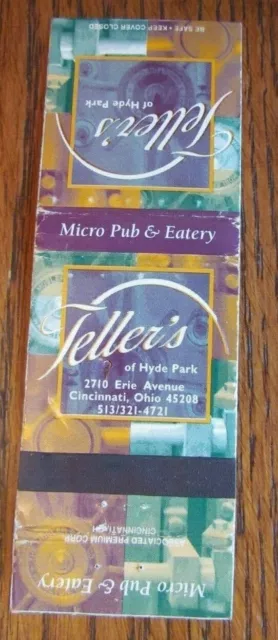 BE SAFE • KEEP COVER CLOSED
Teller's
of Hyde Park
Micro Pub & Eatery
Teller's
of Hyde Park
2710 Erie Avenue
Cincinnati, Ohio 45208
513/321-4721
ASSOCIATED PREMIUM CORP.
CINCINNATI, OH
Micro Pub & Eatery